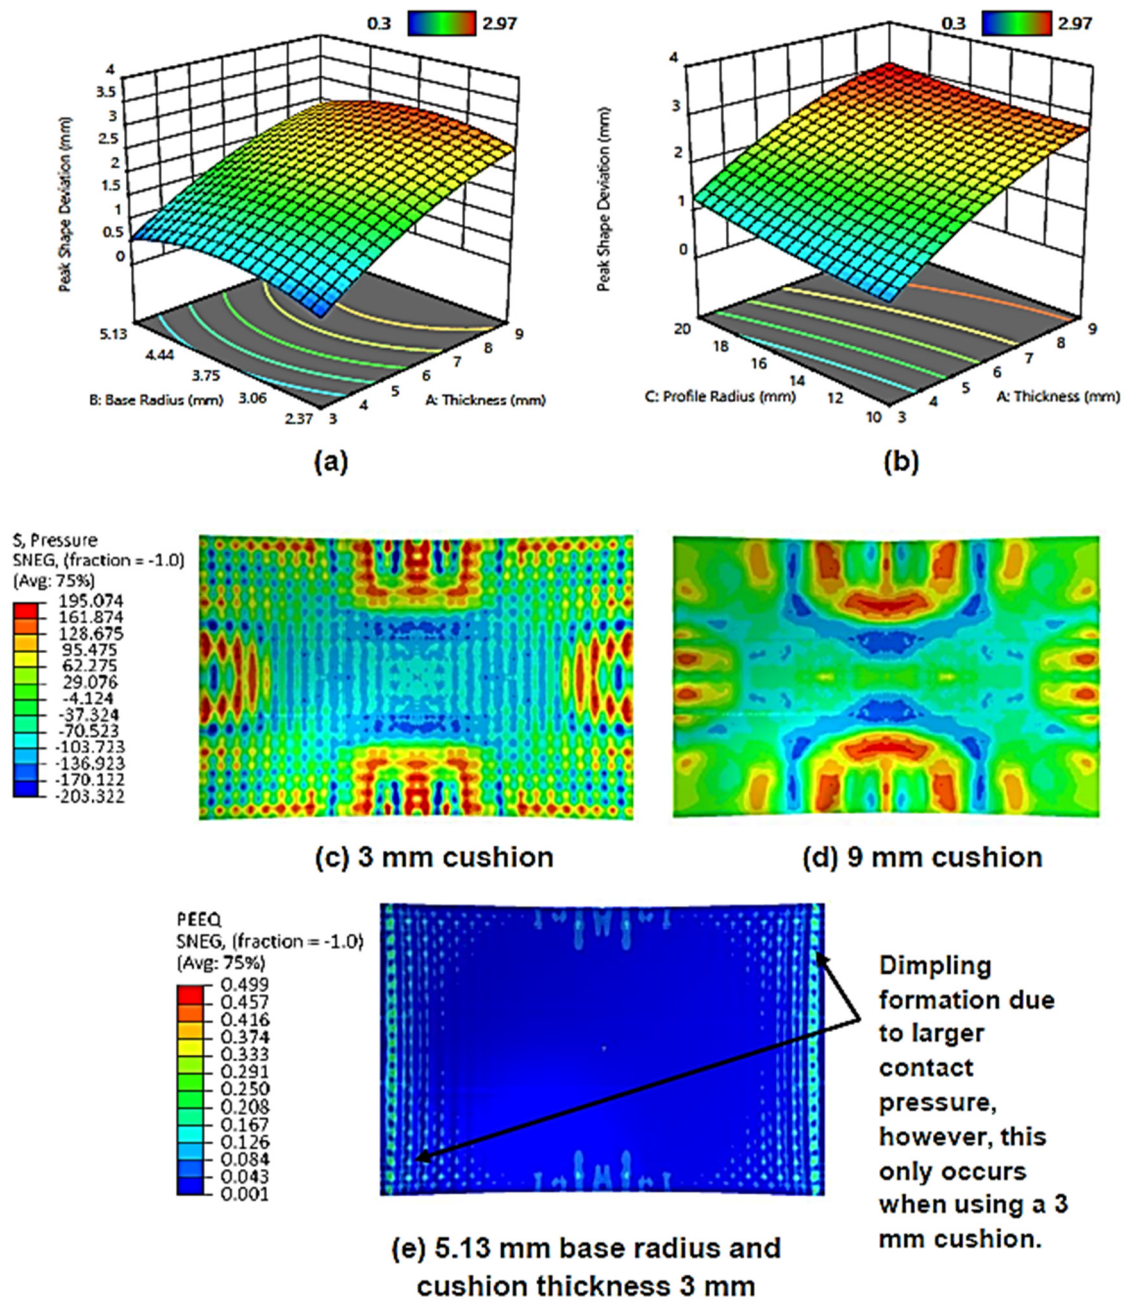 0.3 2.97
4
3.5
3
2.5
2
1.5
1
0.5
0
Peak Shape Deviation (mm)
5.13
4.44
3.75
3.06
2.37
B: Base Radius (mm)
3
4
5
6
7
8
9
A: Thickness (mm)
(a)
0.3 2.97
4
3
2
1
0
Peak Shape Deviation (mm)
20
18
16
14
12
10
C: Profile Radius (mm)
3
4
5
6
7
8
9
A: Thickness (mm)
(b)
S, Pressure
SNEG, (fraction = -1.0)
(Avg: 75%)
195.074
161.874
128.675
95.475
62.275
29.076
-4.124
-37.324
-70.523
-103.723
-136.923
-170.122
-203.322
(c) 3 mm cushion
(d) 9 mm cushion
PEEQ
SNEG, (fraction = -1.0)
(Avg: 75%)
0.499
0.457
0.416
0.374
0.333
0.291
0.250
0.208
0.167
0.126
0.084
0.043
0.001
Dimpling
formation due
to larger
contact
pressure,
however, this
only occurs
when using a 3
mm cushion.
(e) 5.13 mm base radius and
cushion thickness 3 mm